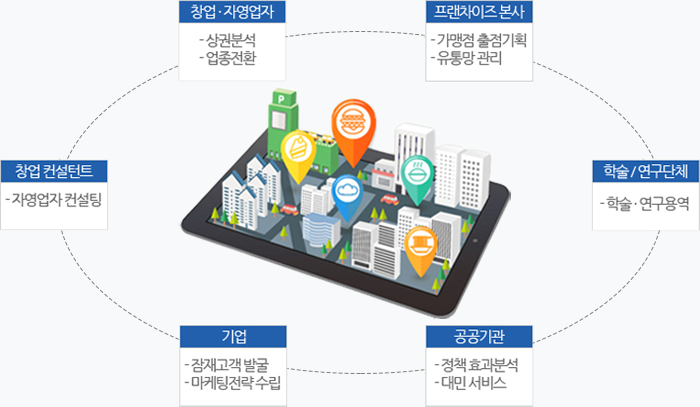 창업·자영업자
- 상권분석
- 업종전환
프랜차이즈 본사
- 가맹점 출점기획
- 유통망 관리
창업 컨설턴트
- 자영업자 컨설팅
P
학술 / 연구단체
- 학술·연구용역
기업
- 잠재고객 발굴
- 마케팅전략 수립
공공기관
- 정책 효과분석
- 대민 서비스